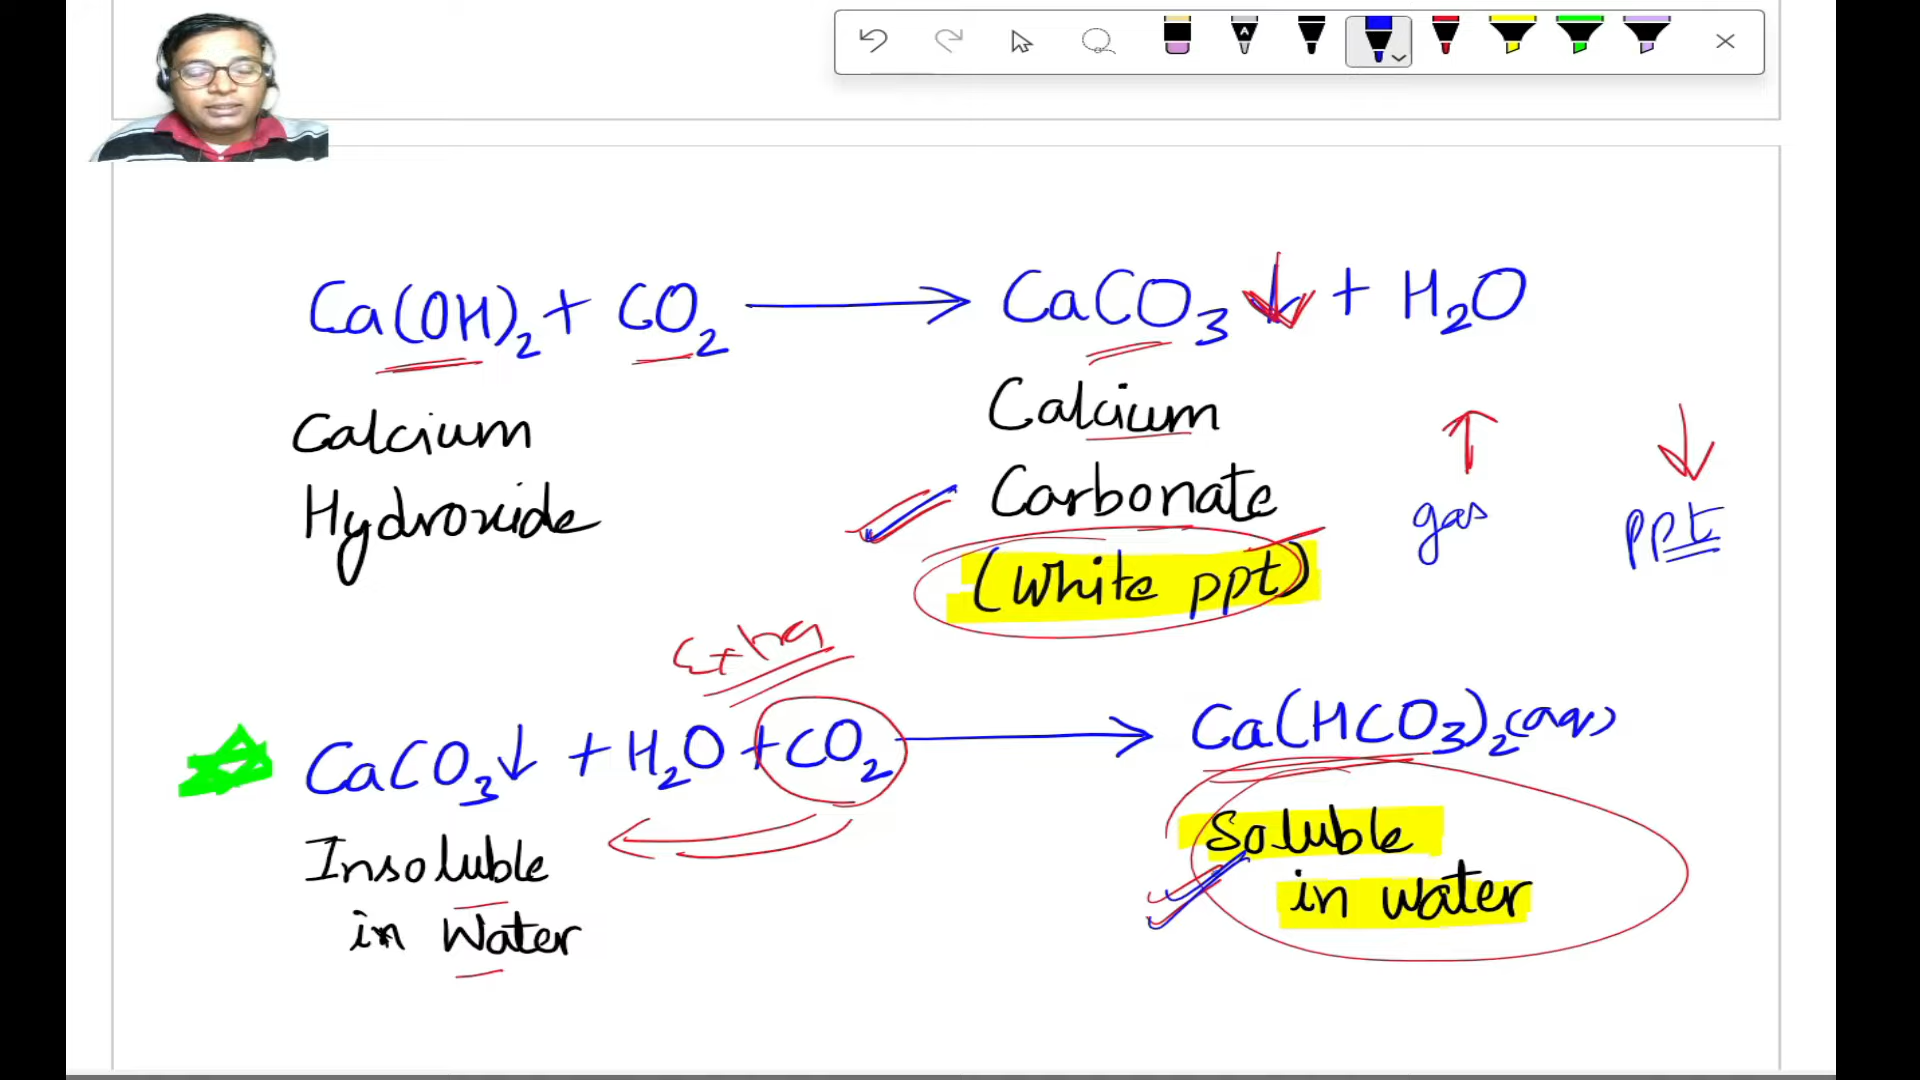 Ca(OH)₂ + CO₂ → CaCO₃ ↓ + H₂O
Calcium
Hydroxide
Calcium
Carbonate
(White ppt)
↑ gas
↓ ppt
Extra
CaCO₃↓ + H₂O + CO₂ → Ca(HCO₃)₂(aq)
Insoluble
in Water
Soluble
in water